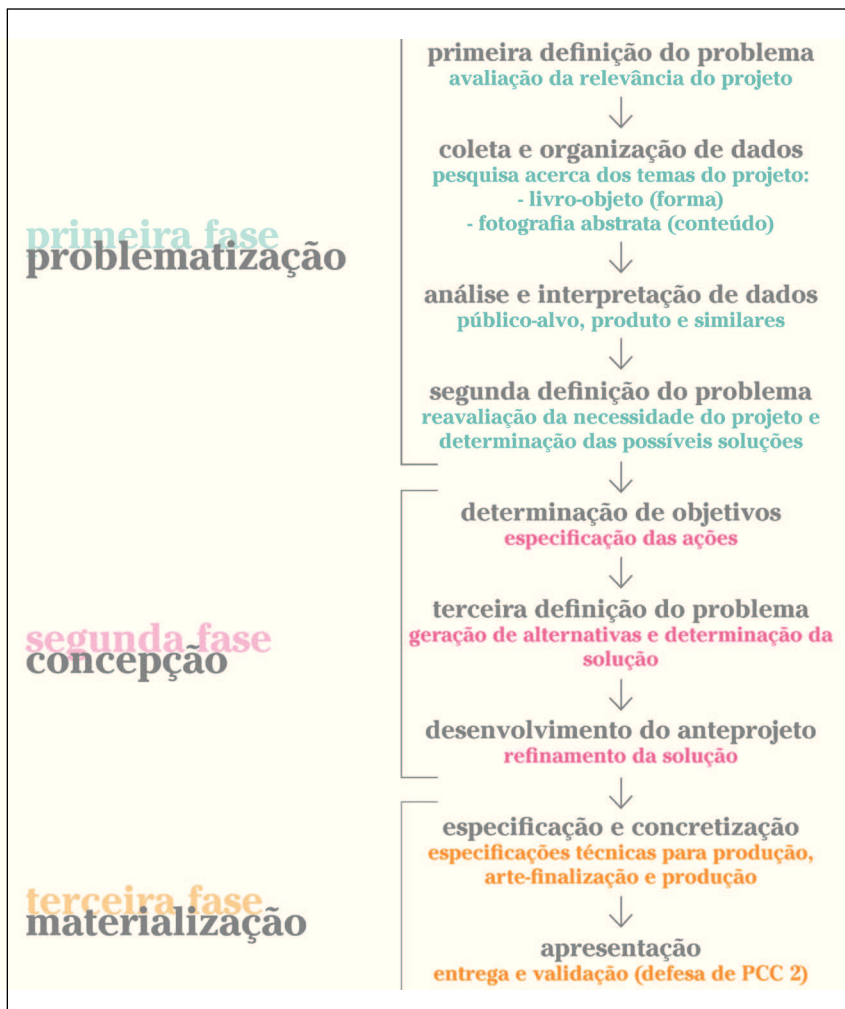 primeira definição do problema
avaliação da relevância do projeto
coleta e organização de dados
pesquisa acerca dos temas do projeto:
- livro-objeto (forma)
- fotografia abstrata (conteúdo)
primeira fase
problematização
análise e interpretação de dados
público-alvo, produto e similares
segunda definição do problema
reavaliação da necessidade do projeto e
determinação das possíveis soluções
determinação de objetivos
especificação das ações
segunda fase
concepção
terceira definição do problema
geração de alternativas e determinação da
solução
desenvolvimento do anteprojeto
refinamento da solução
especificação e concretização
especificações técnicas para produção,
arte-finalização e produção
terceira fase
materialização
apresentação
entrega e validação (defesa de PCC 2)